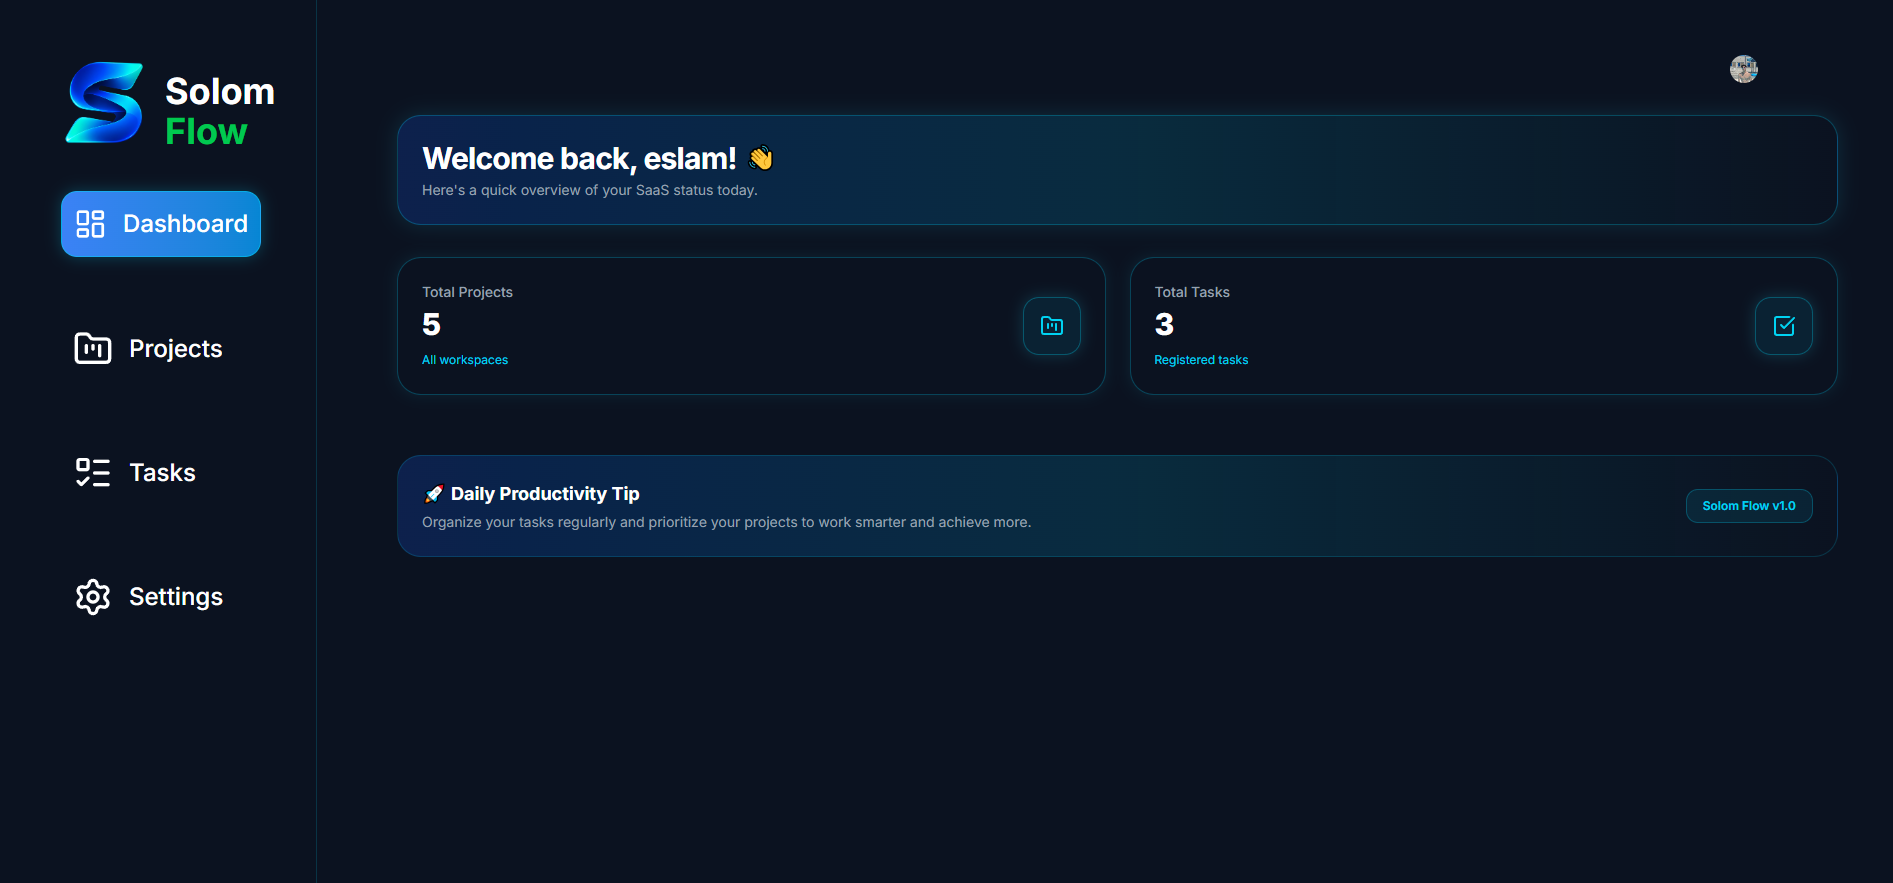 Solom
Flow
Dashboard
Projects
Tasks
Settings
Welcome back, eslam! 👋
Here's a quick overview of your SaaS status today.
Total Projects
5
All workspaces
Total Tasks
3
Registered tasks
🚀 Daily Productivity Tip
Organize your tasks regularly and prioritize your projects to work smarter and achieve more.
Solom Flow v1.0